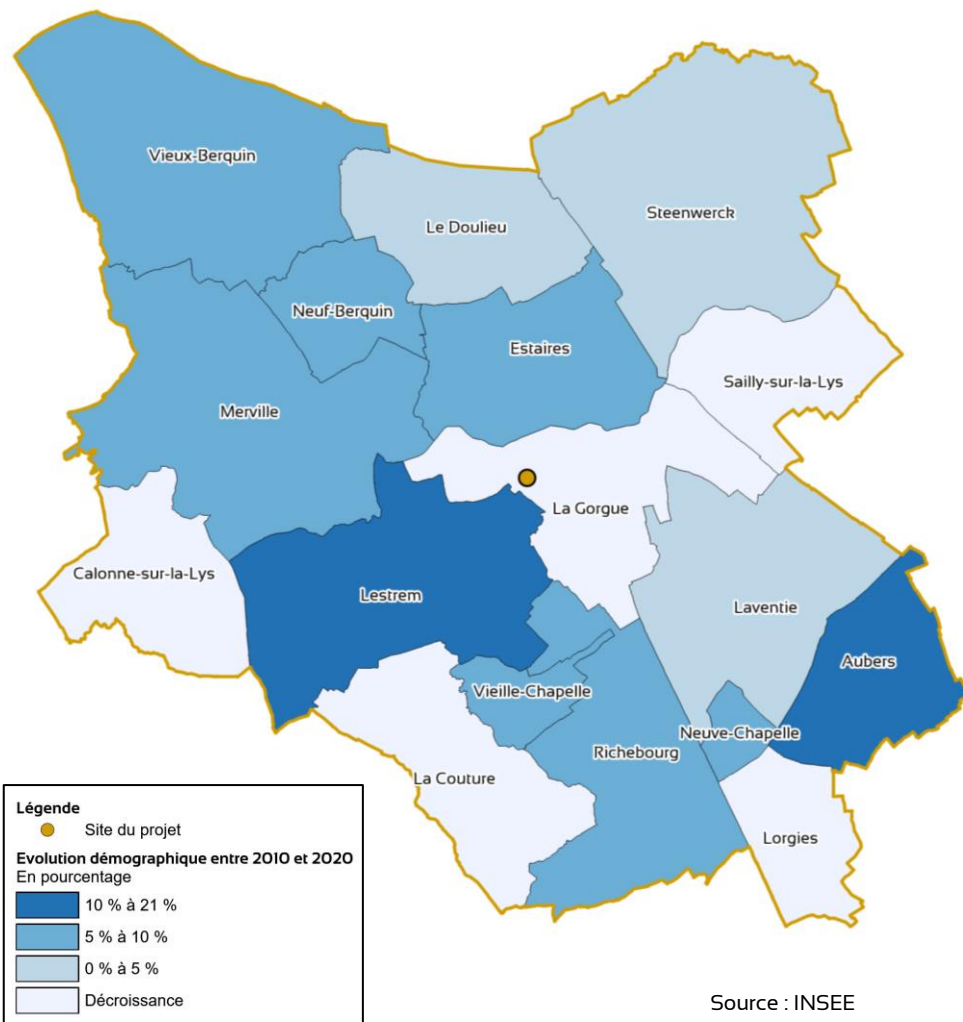 Vieux-Berquin
Steenwerck
Le Doulieu
Neuf-Berquin
Estaires
Sailly-sur-la-Lys
Merville
La Gorgue
Calonne-sur-la-Lys
Lestrem
Laventie
Aubers
Vieille-Chapelle
Neuve-Chapelle
Richebourg
La Couture
Lorgies
Légende
Site du projet
Evolution démographique entre 2010 et 2020
En pourcentage
10 % à 21 %
5 % à 10 %
0 % à 5 %
Décroissance
Source : INSEE